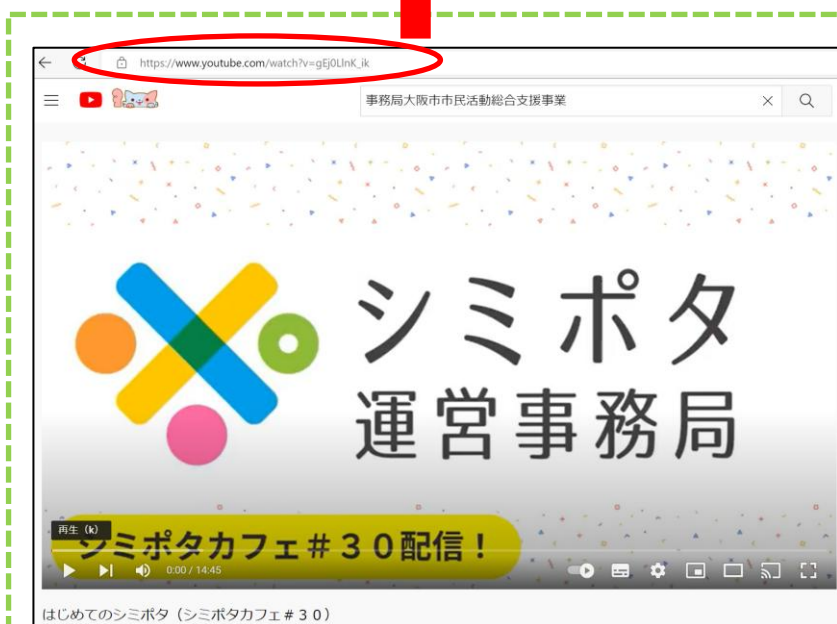 https://www.youtube.com/watch?v=gEj0LlnK_ik
事務局大阪市市民活動総合支援事業
シミポタ
運営事務局
再生 (k)
シミポタカフェ#30配信!
0:00 / 14:45
はじめてのシミポタ(シミポタカフェ#30)